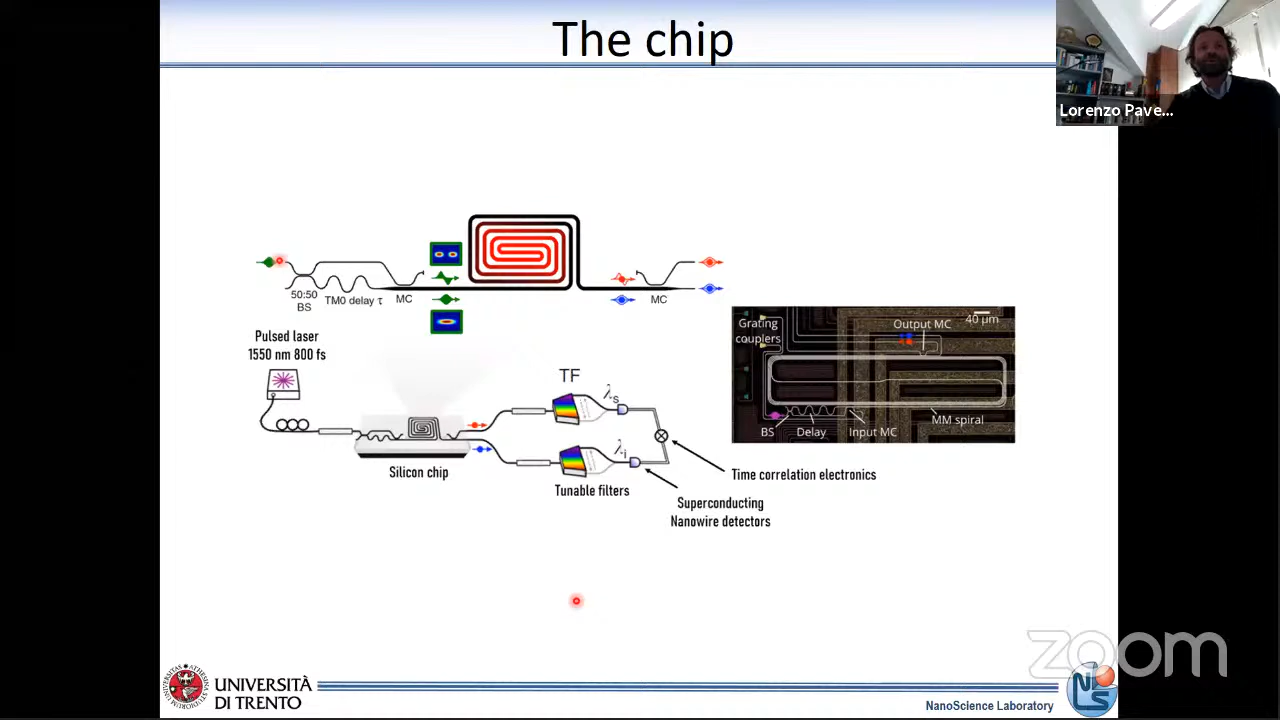 The chip
Lorenzo Pave...
50:50
BS
TM0 delay τ
MC
MC
Pulsed laser
1550 nm 800 fs
TF
λs
λi
Silicon chip
Tunable filters
Time correlation electronics
Superconducting
Nanowire detectors
Grating
couplers
Output MC
40 μm
BS
Delay
Input MC
MM spiral
zoom
UNIVERSITÀ
DI TRENTO
NanoScience Laboratory